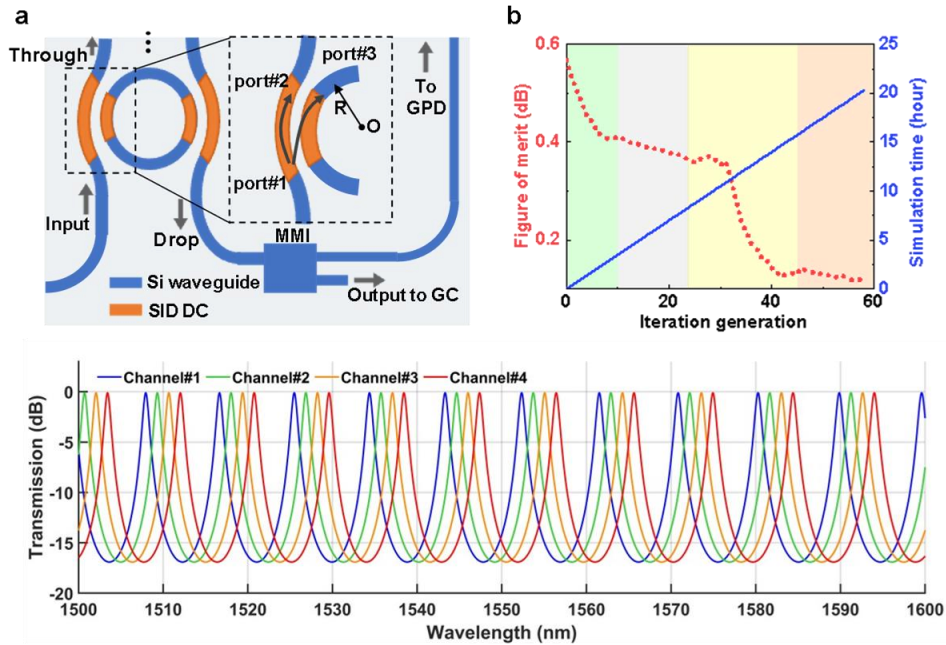 a
Through
port#3
port#2
R
O
port#1
To
GPD
Input
Drop
MMI
Si waveguide
SID DC
Output to GC
b
Figure of merit (dB)
0.6
0.4
0.2
0
20
40
60
Iteration generation
25
20
15
10
5
0
Simulation time (hour)
Channel#1
Channel#2
Channel#3
Channel#4
Transmission (dB)
0
-5
-10
-15
-20
1500
1510
1520
1530
1540
1550
1560
1570
1580
1590
1600
Wavelength (nm)